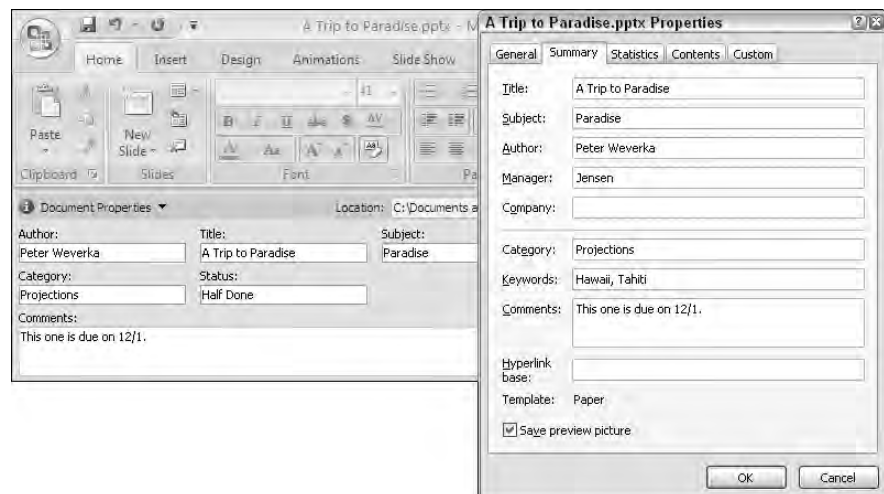 A Trip to Paradise.pptx - M
Home Insert Design Animations Slide Show
Paste
New Slide
Clipboard Slides Font Pa
Document Properties
Location: C:\Documents a
Author: Title: Subject:
Peter Weverka A Trip to Paradise Paradise
Category: Status:
Projections Half Done
Comments:
This one is due on 12/1.
A Trip to Paradise.pptx Properties
General Summary Statistics Contents Custom
Title: A Trip to Paradise
Subject: Paradise
Author: Peter Weverka
Manager: Jensen
Company:
Category: Projections
Keywords: Hawaii, Tahiti
Comments: This one is due on 12/1.
Hyperlink
base:
Template: Paper
Save preview picture
OK Cancel